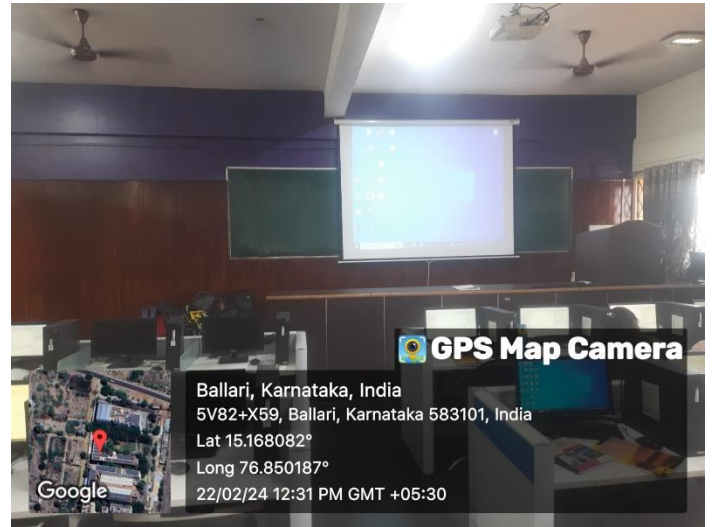 GPS Map Camera
Ballari, Karnataka, India
5V82+X59, Ballari, Karnataka 583101, India
Lat 15.168082°
Long 76.850187°
22/02/24 12:31 PM GMT +05:30
Google